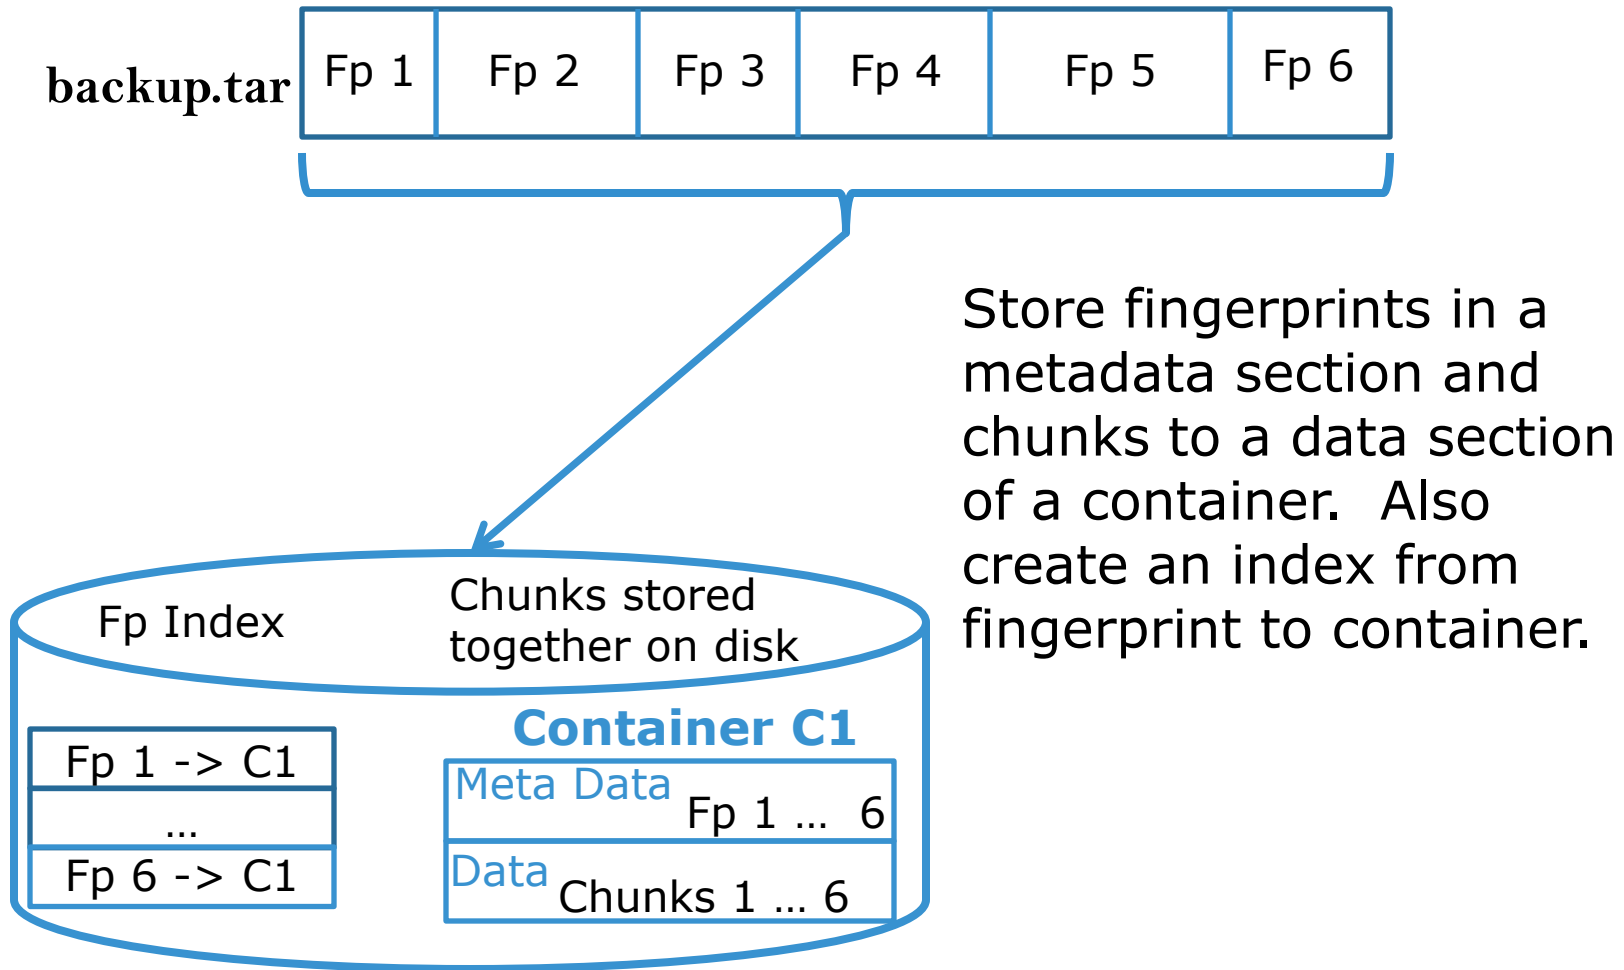 backup.tar
Fp 1
Fp 2
Fp 3
Fp 4
Fp 5
Fp 6
Store fingerprints in a
metadata section and
chunks to a data section
of a container.  Also
create an index from
fingerprint to container.
Fp Index
Chunks stored
together on disk
Fp 1 -> C1
...
Fp 6 -> C1
Container C1
Meta Data
Fp 1 ...  6
Data
Chunks 1 ... 6